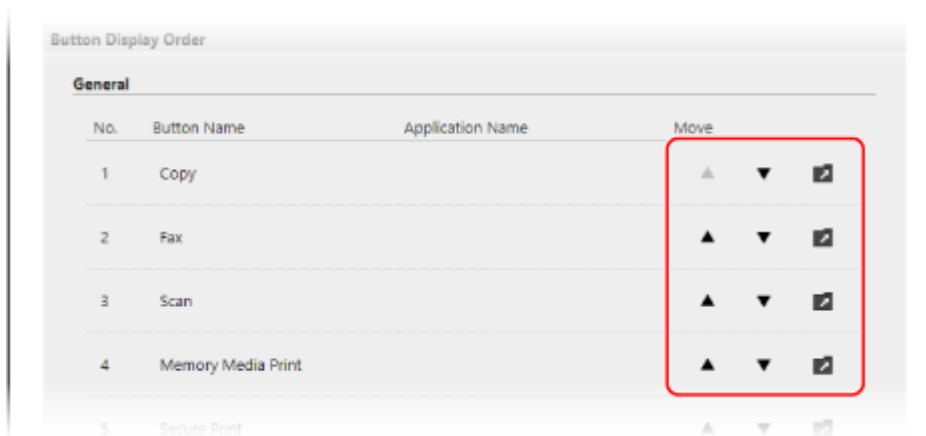 Button Display Order
General
No. Button Name Application Name Move
1 Copy
2 Fax
3 Scan
4 Memory Media Print
5 Secure Print